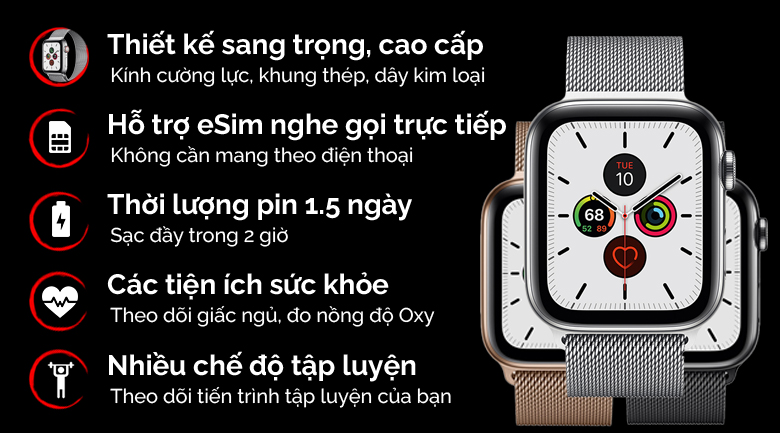 Thiết kế sang trọng, cao cấp
Kính cường lực, khung thép, dây kim loại
Hỗ trợ eSim nghe gọi trực tiếp
Không cần mang theo điện thoại
Thời lượng pin 1.5 ngày
Sạc đầy trong 2 giờ
Các tiện ích sức khỏe
Theo dõi giấc ngủ, đo nồng độ Oxy
Nhiều chế độ tập luyện
Theo dõi tiến trình tập luyện của bạn
TUE
10
68
52 89